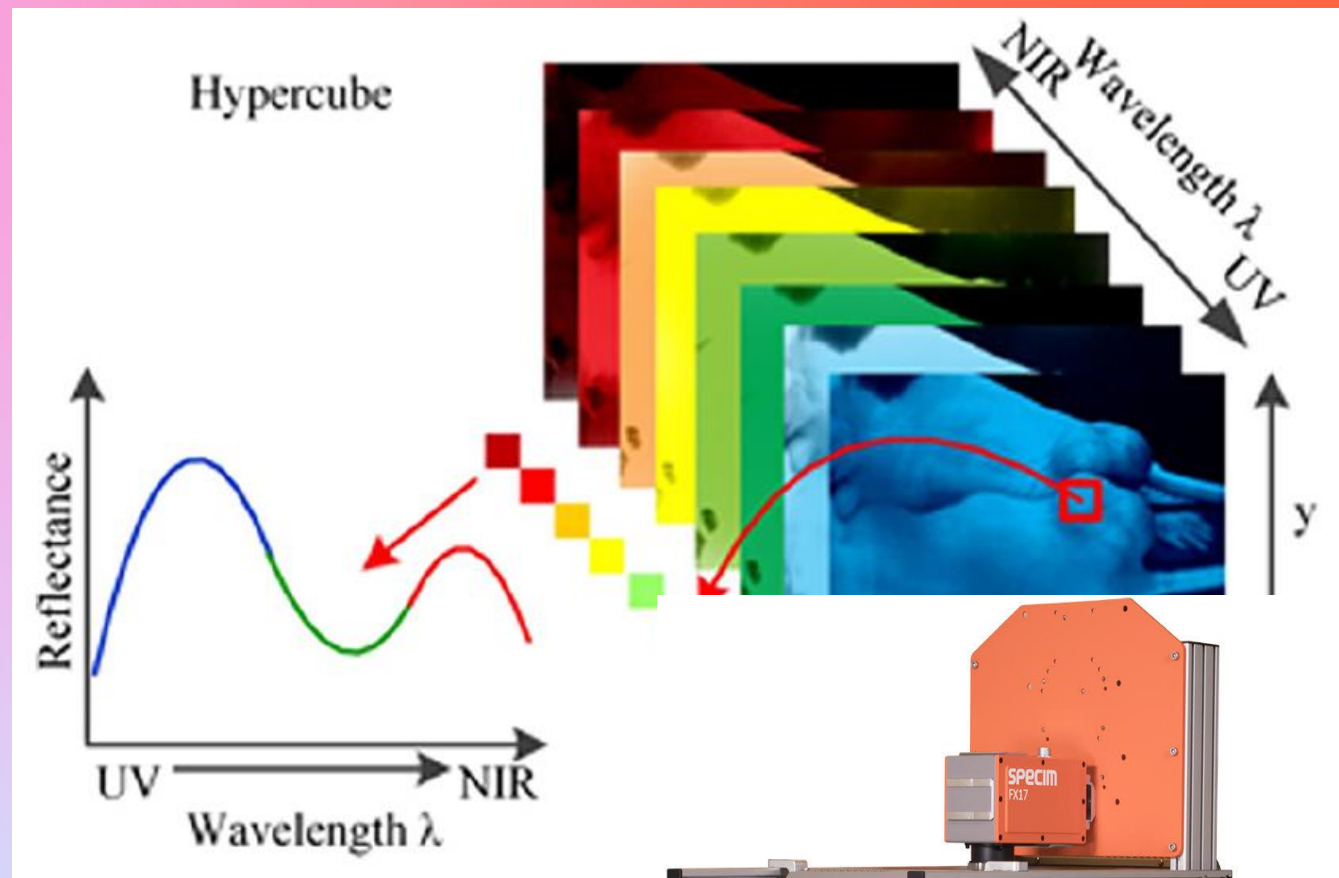 Hypercube
NIR
Wavelength λ
UV
y
Reflectance
UV
NIR
Wavelength λ
SPECIM
FX17